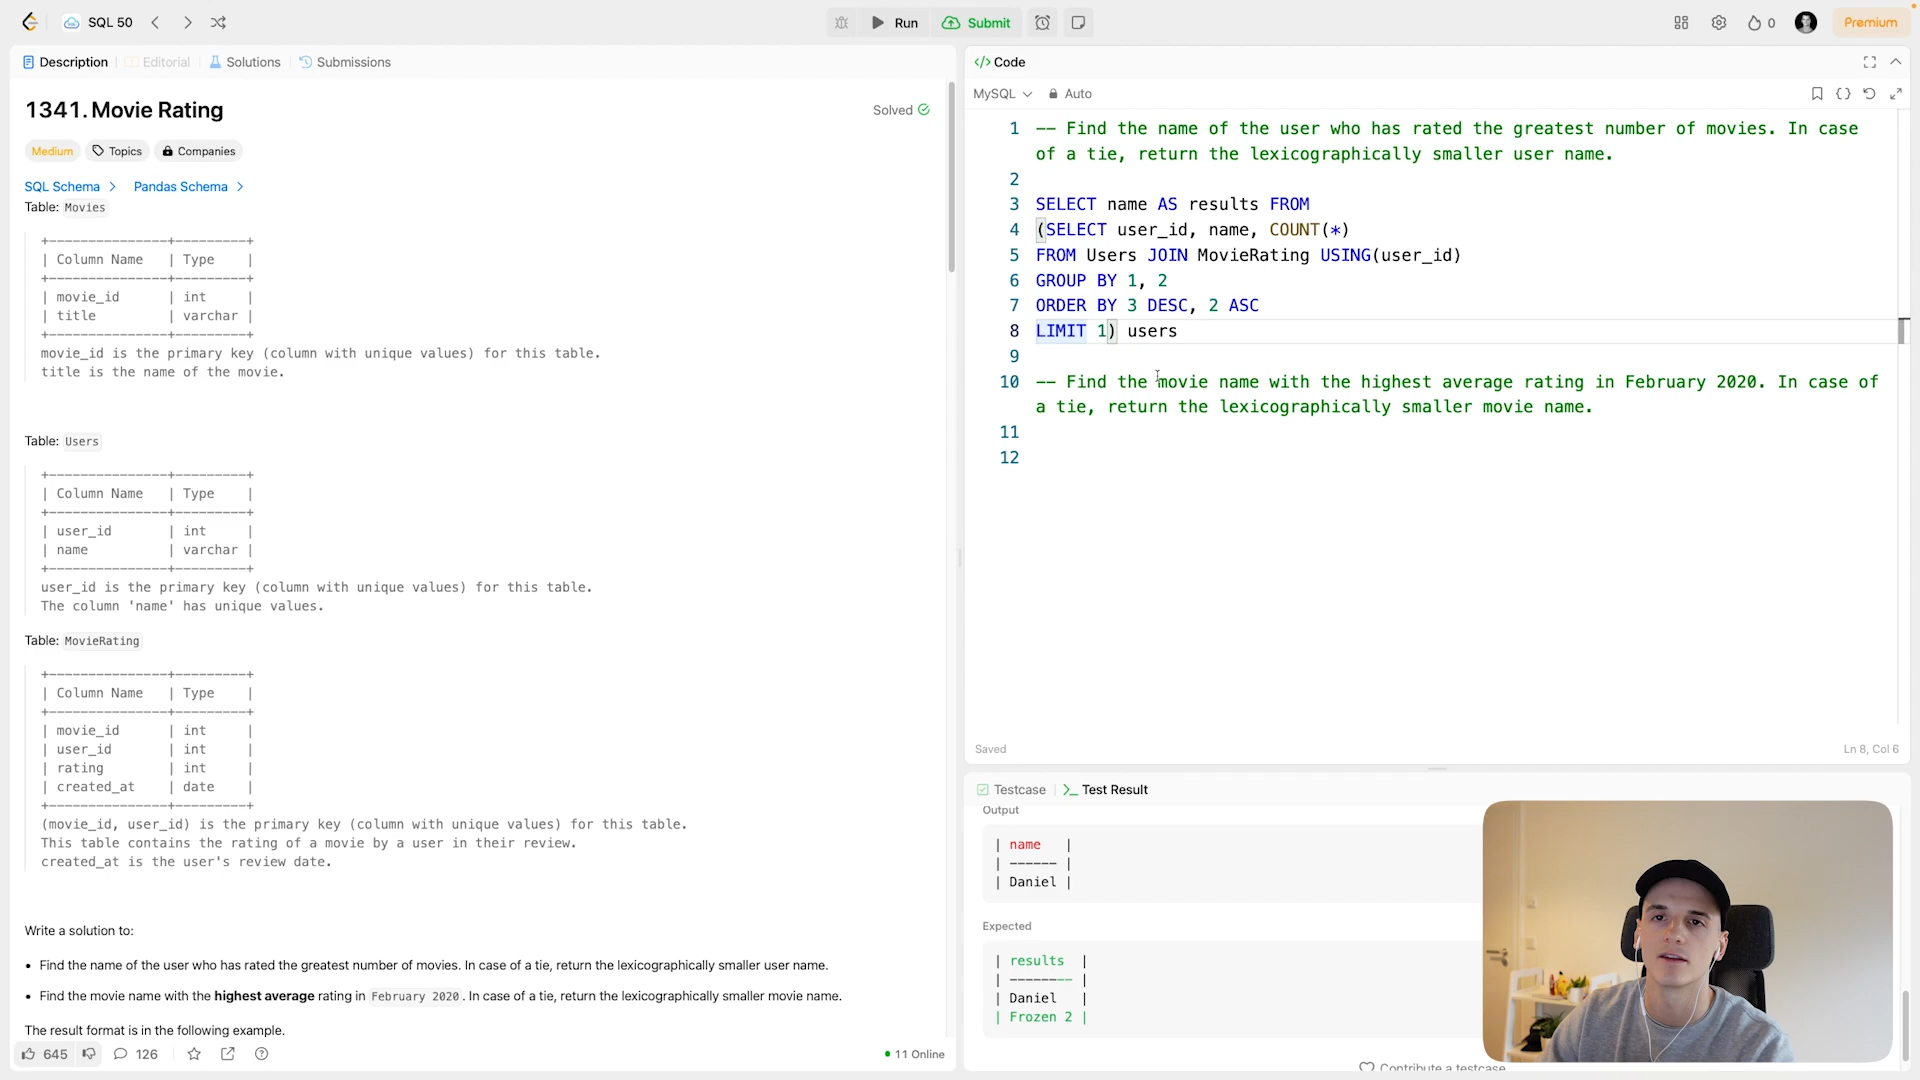 SQL 50
Run
Submit
0
Premium
Description
Editorial
Solutions
Submissions
1341. Movie Rating
Solved
Medium
Topics
Companies
SQL Schema
Pandas Schema
Table: Movies
+---------------+---------+
| Column Name   | Type    |
+---------------+---------+
| movie_id      | int     |
| title         | varchar |
+---------------+---------+
movie_id is the primary key (column with unique values) for this table.
title is the name of the movie.
Table: Users
+---------------+---------+
| Column Name   | Type    |
+---------------+---------+
| user_id       | int     |
| name          | varchar |
+---------------+---------+
user_id is the primary key (column with unique values) for this table.
The column 'name' has unique values.
Table: MovieRating
+---------------+---------+
| Column Name   | Type    |
+---------------+---------+
| movie_id      | int     |
| user_id       | int     |
| rating        | int     |
| created_at    | date    |
+---------------+---------+
(movie_id, user_id) is the primary key (column with unique values) for this table.
This table contains the rating of a movie by a user in their review.
created_at is the user's review date.
Write a solution to:
• Find the name of the user who has rated the greatest number of movies. In case of a tie, return the lexicographically smaller user name.
• Find the movie name with the highest average rating in February 2020. In case of a tie, return the lexicographically smaller movie name.
The result format is in the following example.
645
126
11 Online
</> Code
MySQL
Auto
1 -- Find the name of the user who has rated the greatest number of movies. In case
of a tie, return the lexicographically smaller user name.
2
3 SELECT name AS results FROM
4 (SELECT user_id, name, COUNT(*)
5 FROM Users JOIN MovieRating USING(user_id)
6 GROUP BY 1, 2
7 ORDER BY 3 DESC, 2 ASC
8 LIMIT 1) users
9
10 -- Find the movie name with the highest average rating in February 2020. In case of
a tie, return the lexicographically smaller movie name.
11
12
Saved
Ln 8, Col 6
Testcase
Test Result
Output
| name   |
| ------ |
| Daniel |
Expected
| results  |
| -------- |
| Daniel   |
| Frozen 2 |
Contribute a testcase